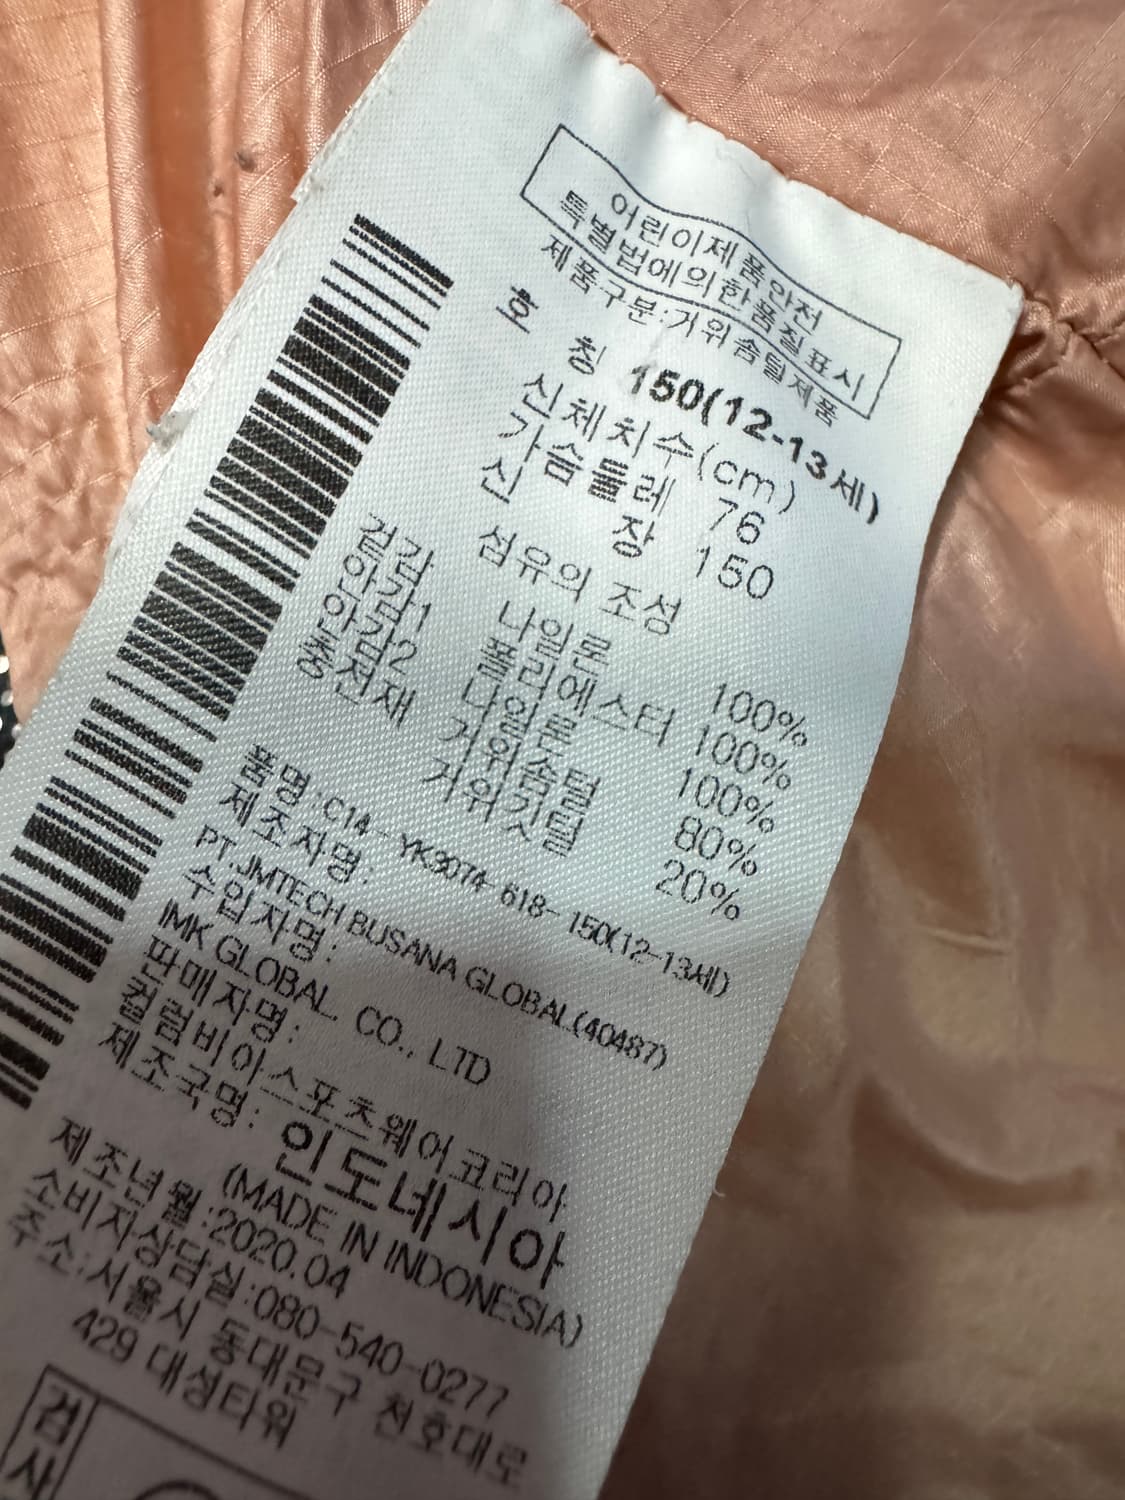 어린이제품안전
특별법에의한품질표시
제품구분:거위솜털제품
호 칭 150(12-13세)
신체치수(cm)
가슴둘레 76
신 장 150
섬유의 조성
겉감 나일론 100%
안감1 폴리에스터 100%
안감2 나일론 100%
충전재 거위솜털 80%
거위깃털 20%
품명:C14-YK9074-618-150(12-13세)
제조자명:
PT.JMTECH BUSANA GLOBAL(40487)
수입자명:
IMK GLOBAL. CO., LTD
판매자명:
컬럼비아스포츠웨어코리아
제조국명: 인도네시아
(MADE IN INDONESIA)
제조년월:2020.04
소비자상담실:080-540-0277
주소:서울시 동대문구 천호대로
429 대성타워
검사